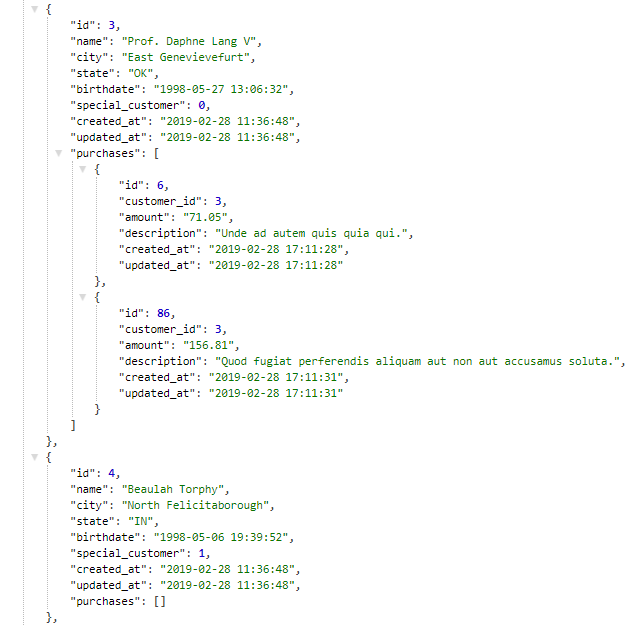 {
"id": 3,
"name": "Prof. Daphne Lang V",
"city": "East Genevievefurt",
"state": "OK",
"birthdate": "1998-05-27 13:06:32",
"special_customer": 0,
"created_at": "2019-02-28 11:36:48",
"updated_at": "2019-02-28 11:36:48",
"purchases": [
{
"id": 6,
"customer_id": 3,
"amount": "71.05",
"description": "Unde ad autem quis quia qui.",
"created_at": "2019-02-28 17:11:28",
"updated_at": "2019-02-28 17:11:28"
},
{
"id": 86,
"customer_id": 3,
"amount": "156.81",
"description": "Quod fugiat perferendis aliquam aut non aut accusamus soluta.",
"created_at": "2019-02-28 17:11:31",
"updated_at": "2019-02-28 17:11:31"
}
]
},
{
"id": 4,
"name": "Beaulah Torphy",
"city": "North Felicitaborough",
"state": "IN",
"birthdate": "1998-05-06 19:39:52",
"special_customer": 1,
"created_at": "2019-02-28 11:36:48",
"updated_at": "2019-02-28 11:36:48",
"purchases": []
},